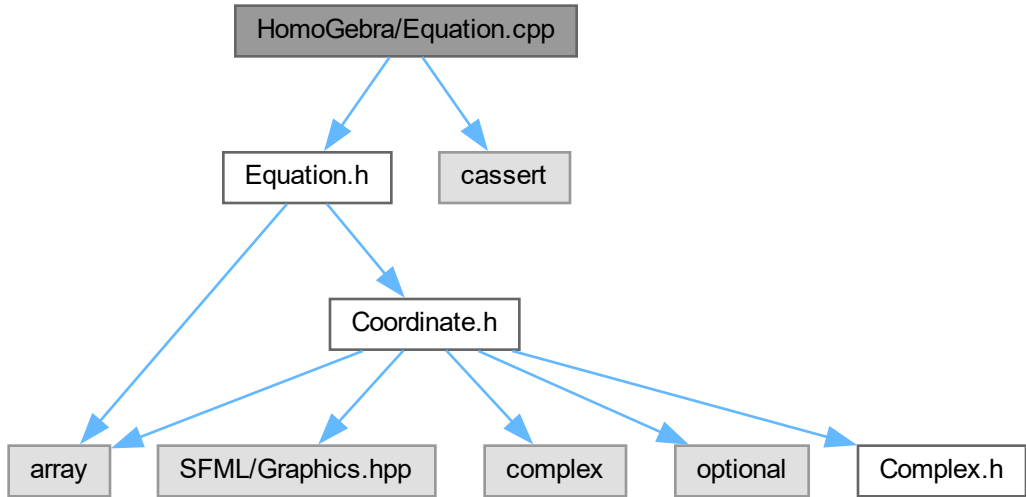 HomoGebra/Equation.cpp
Equation.h
cassert
Coordinate.h
array
SFML/Graphics.hpp
complex
optional
Complex.h